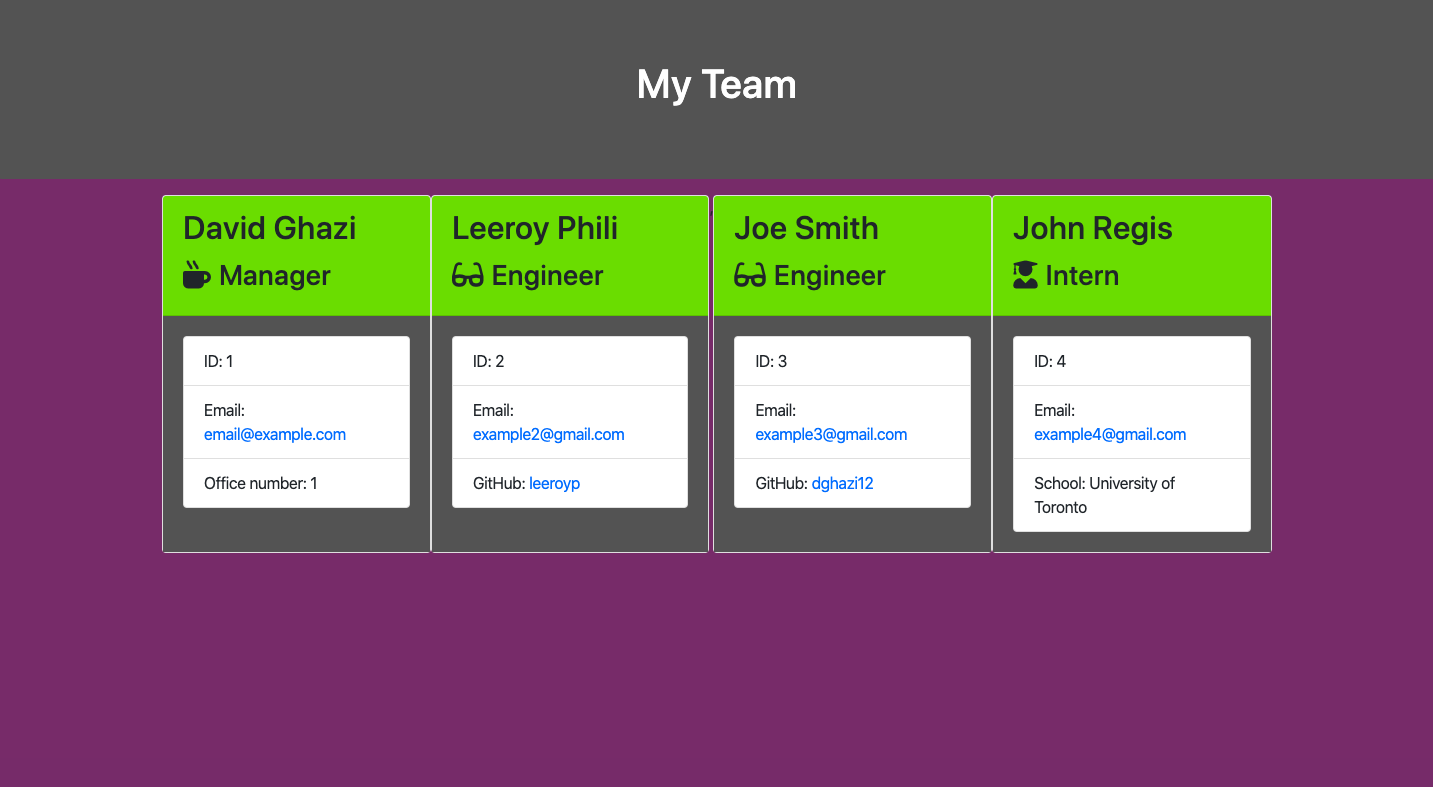 My Team
David Ghazi
Manager
ID: 1
Email:
email@example.com
Office number: 1
Leeroy Phili
Engineer
ID: 2
Email:
example2@gmail.com
GitHub: leeroyp
Joe Smith
Engineer
ID: 3
Email:
example3@gmail.com
GitHub: dghazi12
John Regis
Intern
ID: 4
Email:
example4@gmail.com
School: University of
Toronto